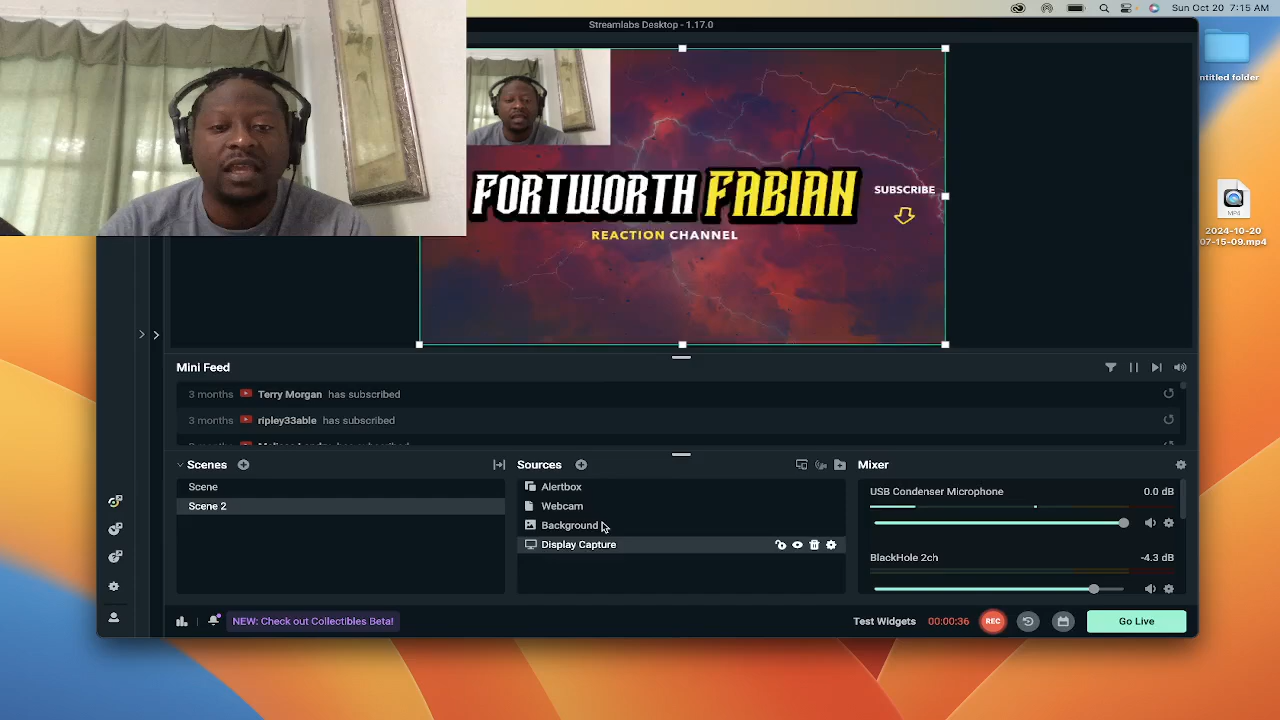 Streamlabs Desktop - 1.17.0
Sun Oct 20 7:15 AM
ntitled folder
FORTWORTH FABIAN
SUBSCRIBE
REACTION CHANNEL
MP4
2024-10-20
07-15-09.mp4
Mini Feed
3 months Terry Morgan has subscribed
3 months ripley33able has subscribed
Scenes
Scene
Scene 2
Sources
Alertbox
Webcam
Background
Display Capture
Mixer
USB Condenser Microphone 0.0 dB
BlackHole 2ch -4.3 dB
NEW: Check out Collectibles Beta!
Test Widgets 00:00:36 REC Go Live